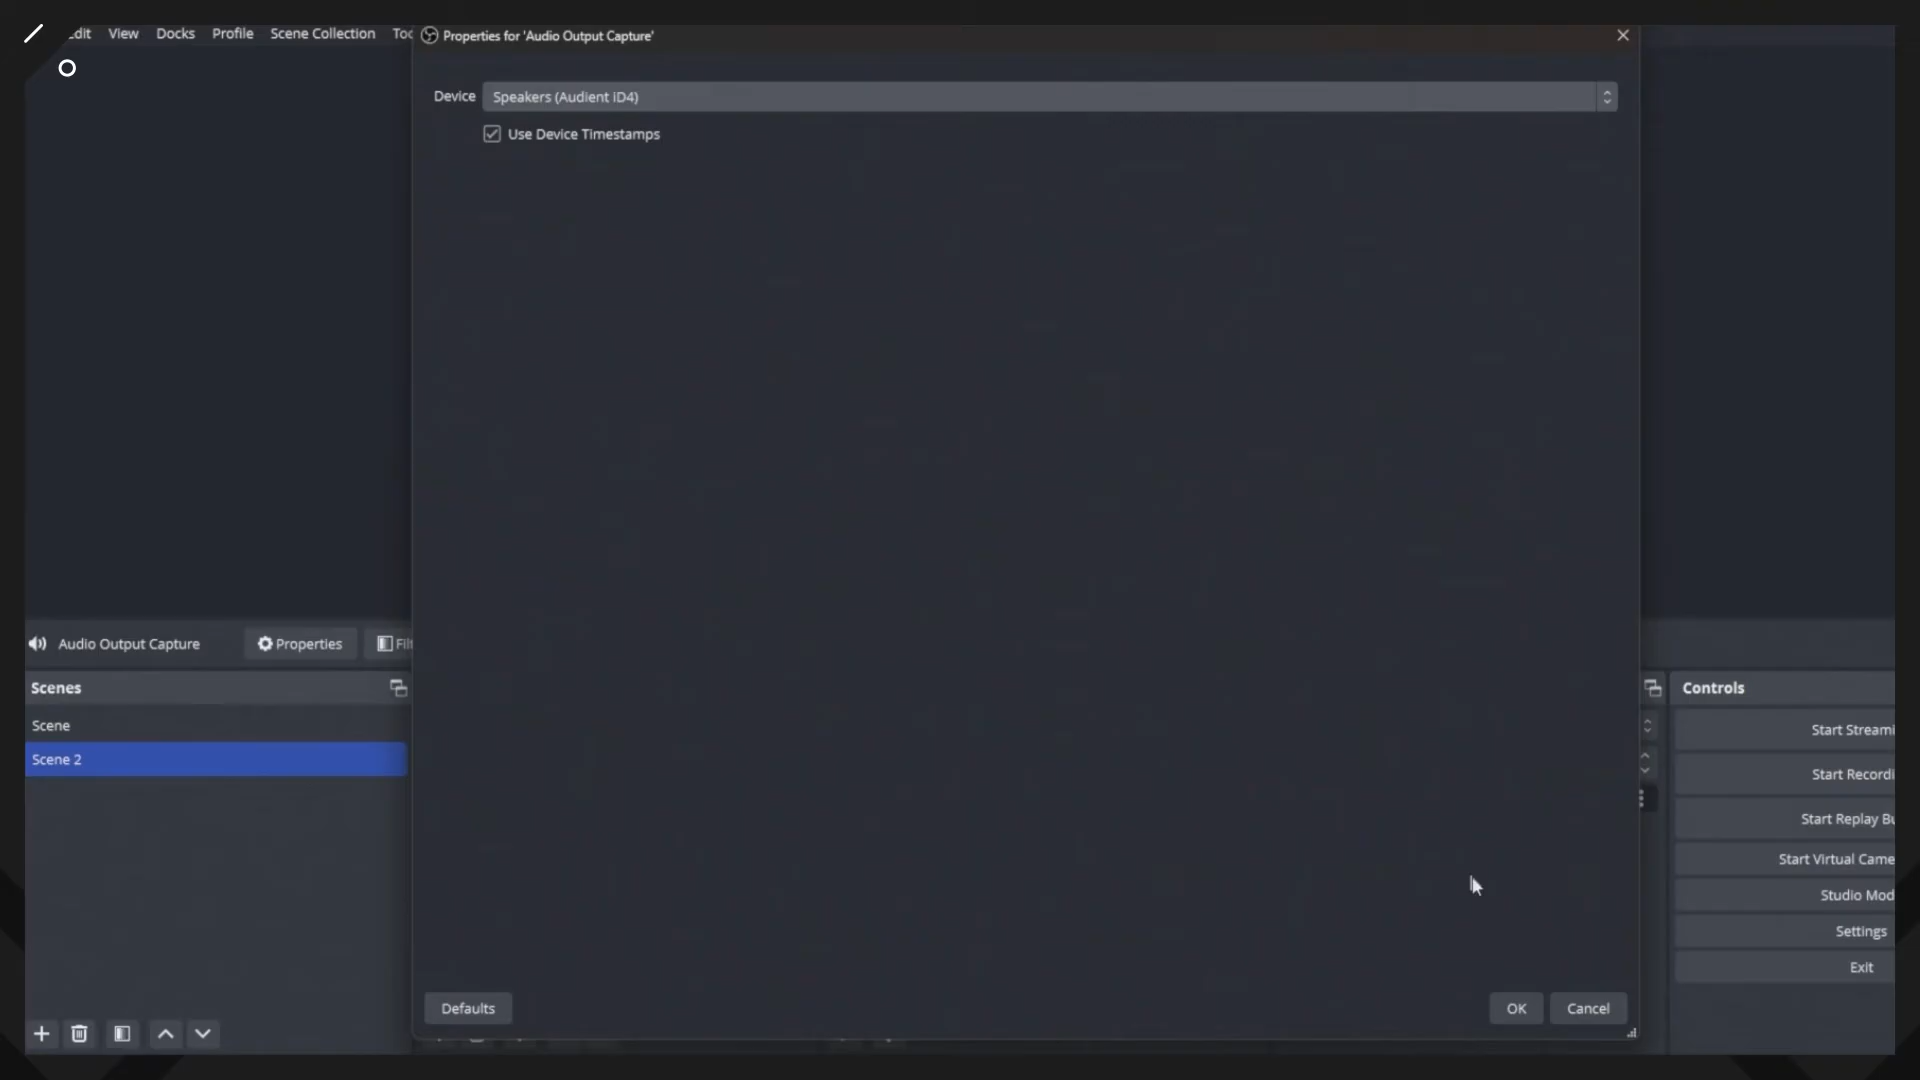 Edit View Docks Profile Scene Collection
Properties for 'Audio Output Capture'
Device Speakers (Audient iD4)
Use Device Timestamps
Audio Output Capture Properties
Scenes
Scene
Scene 2
Controls
Start Streami
Start Recordi
Start Replay Bu
Start Virtual Came
Studio Mod
Settings
Exit
Defaults OK Cancel